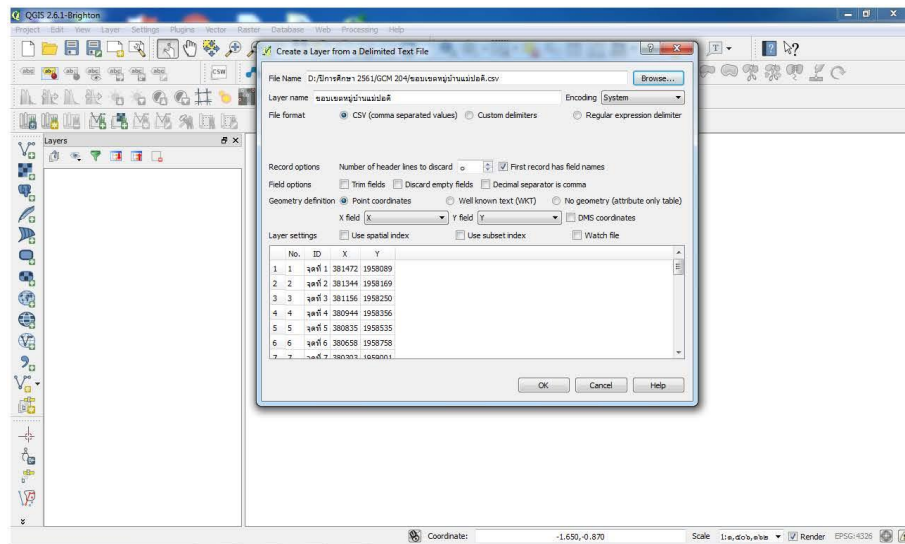 QGIS 2.6.1-Brighton
Project Edit View Layer Settings Plugins Vector Raster Database Web Processing Help
Create a Layer from a Delimited Text File
File Name D:/ปีการศึกษา 2561/GCM 204/ขอบเขตหมู่บ้านแม่ปอคี.csv Browse...
Layer name ขอบเขตหมู่บ้านแม่ปอคี Encoding System
File format CSV (comma separated values) Custom delimiters Regular expression delimiter
Record options Number of header lines to discard ๐ First record has field names
Field options Trim fields Discard empty fields Decimal separator is comma
Geometry definition Point coordinates Well known text (WKT) No geometry (attribute only table)
X field X Y field Y DMS coordinates
Layer settings Use spatial index Use subset index Watch file
No. ID X Y
1 1 จุดที่ 1 381472 1958089
2 2 จุดที่ 2 381344 1958169
3 3 จุดที่ 3 381156 1958250
4 4 จุดที่ 4 380944 1958356
5 5 จุดที่ 5 380835 1958535
6 6 จุดที่ 6 380658 1958758
7 7 จุดที่ 7 380303 1959001
OK Cancel Help
Layers
CSW
Coordinate: -1.650,-0.870 Scale Render EPSG:4326